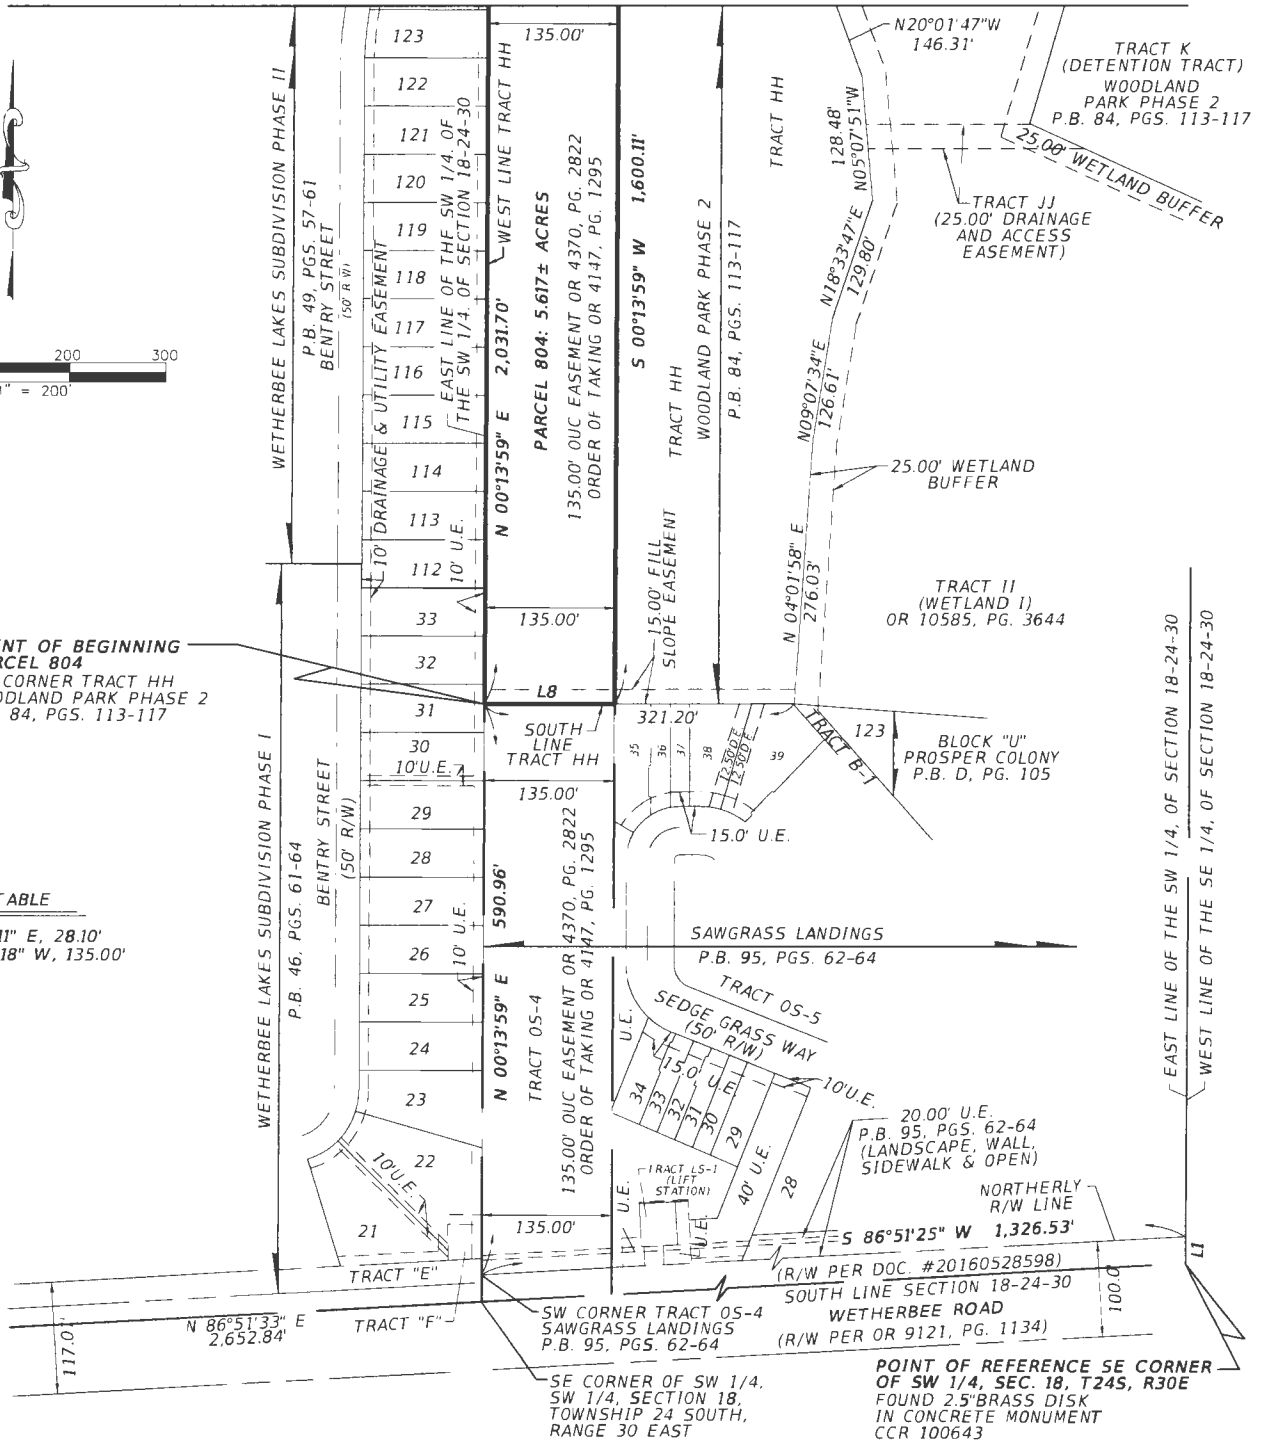 N20°01'47"W
146.31'
TRACT K
(DETENTION TRACT)
WOODLAND
PARK PHASE 2
P.B. 84, PGS. 113-117
135.00'
123
122
121
120
119
118
117
116
115
114
113
112
33
32
31
30
10'U.E.
29
28
27
26
25
24
23
22
21
WETHERBEE LAKES SUBDIVISION PHASE II
P.B. 49, PGS. 57-61
BENTRY STREET
(50' R/W)
10' DRAINAGE & UTILITY EASEMENT
EAST LINE OF THE SW 1/4, OF
THE SW 1/4, OF SECTION 18-24-30
WEST LINE TRACT HH
N 00°13'59" E 2,031.70'
PARCEL 804: 5.617± ACRES
135.00' OUC EASEMENT OR 4370, PG. 2822
ORDER OF TAKING OR 4147, PG. 1295
S 00°13'59" W 1,600.11'
TRACT HH
WOODLAND PARK PHASE 2
P.B. 84, PGS. 113-117
TRACT HH
128.48'
N05°07'51"W
25.00' WETLAND BUFFER
TRACT JJ
(25.00' DRAINAGE
AND ACCESS
EASEMENT)
N18°33'47"E
129.80'
N09°07'34"E
126.61'
25.00' WETLAND
BUFFER
N 04°01'58" E
276.03'
TRACT II
(WETLAND I)
OR 10585, PG. 3644
200 300
1" = 200'
10' U.E.
135.00'
15.00' FILL
SLOPE EASEMENT
NT OF BEGINNING
RCEL 804
CORNER TRACT HH
ODLAND PARK PHASE 2
84, PGS. 113-117
L8
SOUTH
LINE
TRACT HH
321.20'
35
36
37
38
12.50'D.E.
12.50'D.E.
39
TRACT B-1
123
BLOCK "U"
PROSPER COLONY
P.B. D, PG. 105
135.00'
15.0' U.E.
WETHERBEE LAKES SUBDIVISION PHASE I
P.B. 46, PGS. 61-64
BENTRY STREET
(50' R/W)
TABLE
11" E, 28.10'
18" W, 135.00'
10' U.E.
N 00°13'59" E 590.96'
TRACT OS-4
135.00' OUC EASEMENT OR 4370, PG. 2822
ORDER OF TAKING OR 4147, PG. 1295
SAWGRASS LANDINGS
P.B. 95, PGS. 62-64
TRACT OS-5
SEDGE GRASS WAY
(50' R/W)
U.E.
15.0' U.E.
10'U.E.
34
33
32
31
30
29
28
40' U.E.
20.00' U.E.
P.B. 95, PGS. 62-64
(LANDSCAPE, WALL,
SIDEWALK & OPEN)
EAST LINE OF THE SW 1/4, OF SECTION 18-24-30
WEST LINE OF THE SE 1/4, OF SECTION 18-24-30
TRACT LS-1
(LIFT
STATION)
U.E.
U.E.
NORTHERLY
R/W LINE
10'U.E.
135.00'
S 86°51'25" W 1,326.53'
L1
TRACT "E"
(R/W PER DOC. #20160528598)
SOUTH LINE SECTION 18-24-30
WETHERBEE ROAD
(R/W PER OR 9121, PG. 1134)
100.0'
117.0'
N 86°51'33" E
2,652.84'
TRACT "F"
SW CORNER TRACT OS-4
SAWGRASS LANDINGS
P.B. 95, PGS. 62-64
SE CORNER OF SW 1/4,
SW 1/4, SECTION 18,
TOWNSHIP 24 SOUTH,
RANGE 30 EAST
POINT OF REFERENCE SE CORNER
OF SW 1/4, SEC. 18, T24S, R30E
FOUND 2.5"BRASS DISK
IN CONCRETE MONUMENT
CCR 100643